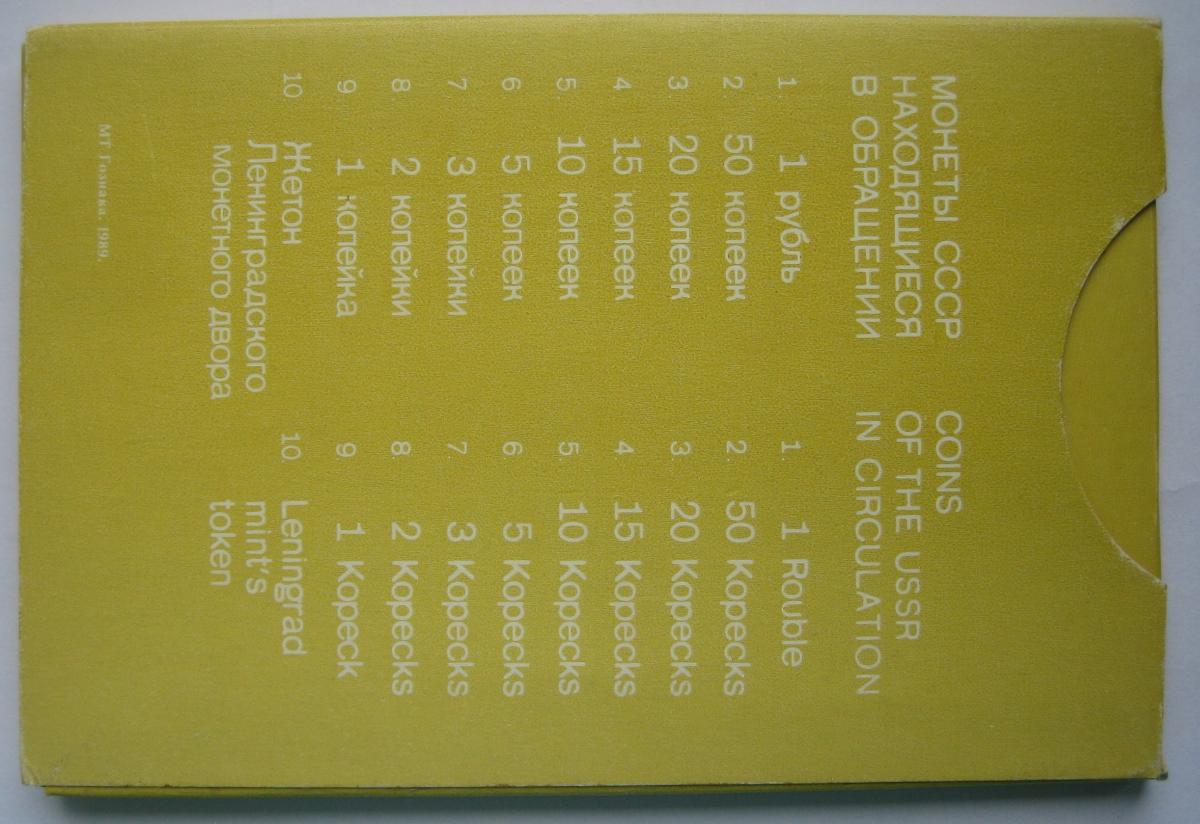 МОНЕТЫ СССР
НАХОДЯЩИЕСЯ
В ОБРАЩЕНИИ
1. 1 рубль
2. 50 копеек
3. 20 копеек
4. 15 копеек
5. 10 копеек
6. 5 копеек
7. 3 копейки
8. 2 копейки
9. 1 копейка
10 Жетон
Ленинградского
монетного двора
COINS
OF THE USSR
IN CIRCULATION
1. 1 Rouble
2. 50 Kopecks
3. 20 Kopecks
4. 15 Kopecks
5. 10 Kopecks
6. 5 Kopecks
7. 3 Kopecks
8. 2 Kopecks
9. 1 Kopeck
10. Leningrad
mint's
token
МТ Гознака. 1989.